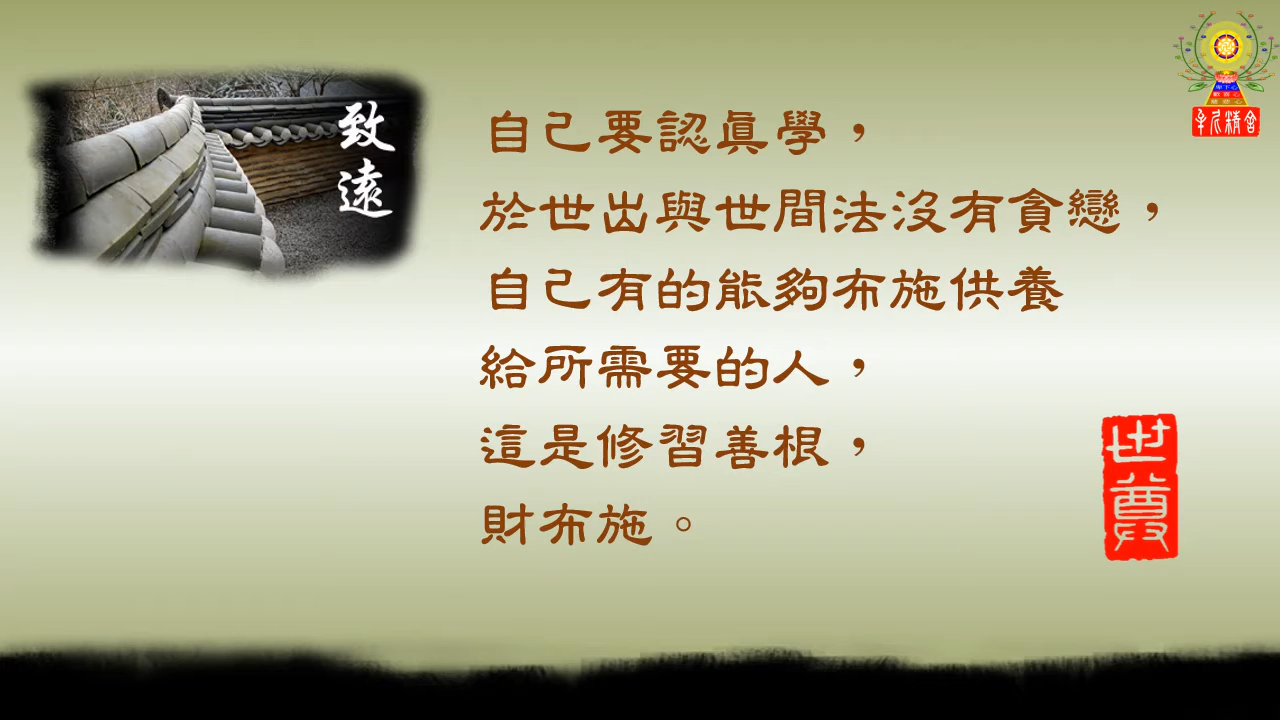 致遠
自己要認眞學，
於世出與世間法沒有貪戀，
自己有的能夠布施供養
給所需要的人，
這是修習善根，
財布施。
世尊